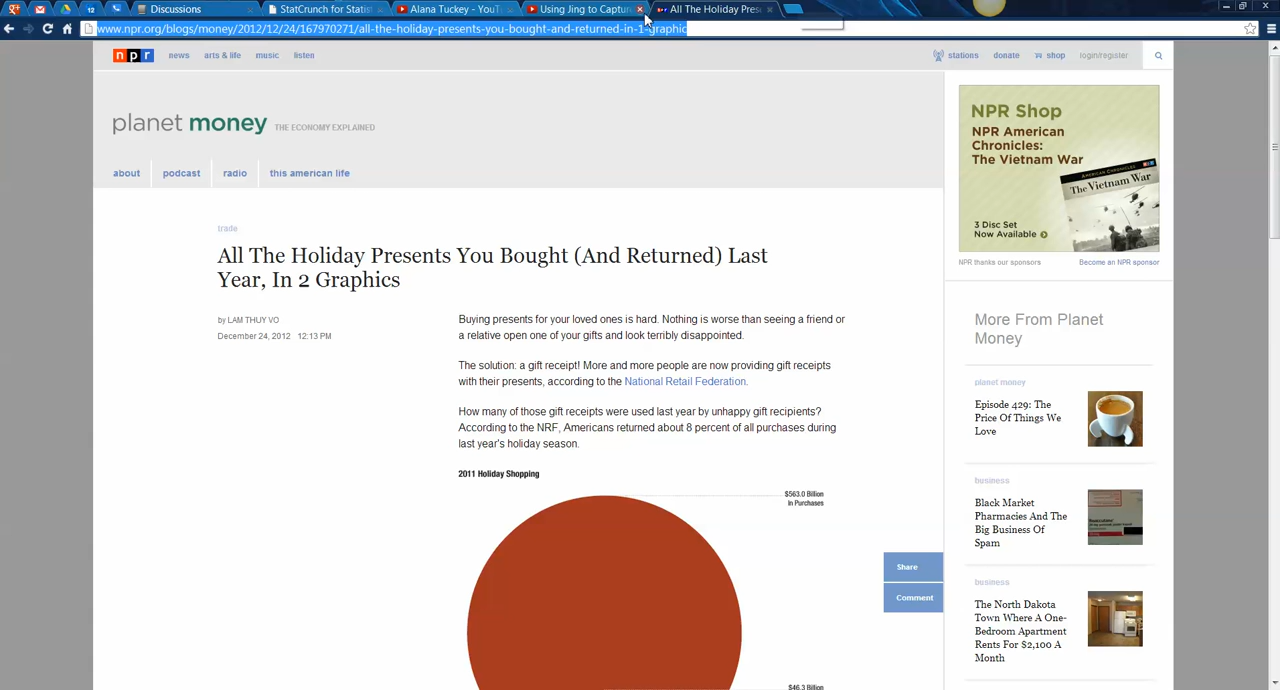 12
Discussions
StatCrunch for Statist
Alana Tuckey - YouT
Using Jing to Captur
All The Holiday Pres
www.npr.org/blogs/money/2012/12/24/167970271/all-the-holiday-presents-you-bought-and-returned-in-1-graphic
npr
news
arts & life
music
listen
stations
donate
shop
login/register
planet money THE ECONOMY EXPLAINED
about
podcast
radio
this american life
trade
All The Holiday Presents You Bought (And Returned) Last
Year, In 2 Graphics
by LAM THUY VO
December 24, 2012 12:13 PM
Buying presents for your loved ones is hard. Nothing is worse than seeing a friend or
a relative open one of your gifts and look terribly disappointed.
The solution: a gift receipt! More and more people are now providing gift receipts
with their presents, according to the National Retail Federation.
How many of those gift receipts were used last year by unhappy gift recipients?
According to the NRF, Americans returned about 8 percent of all purchases during
last year's holiday season.
2011 Holiday Shopping
$563.0 Billion
In Purchases
$46.3 Billion
Share
Comment
NPR Shop
NPR American
Chronicles:
The Vietnam War
AMERICAN CHRONICLES
The Vietnam War
3 Disc Set
Now Available
NPR thanks our sponsors
Become an NPR sponsor
More From Planet
Money
planet money
Episode 429: The
Price Of Things We
Love
business
Black Market
Pharmacies And The
Big Business Of
Spam
business
The North Dakota
Town Where A One-
Bedroom Apartment
Rents For $2,100 A
Month